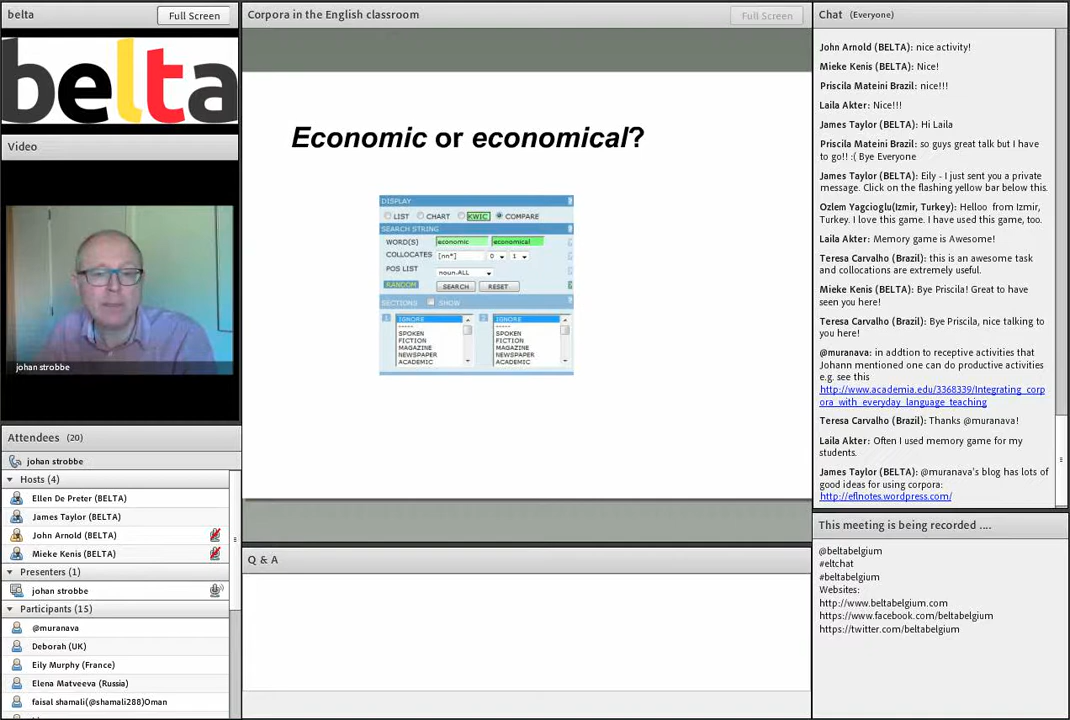 belta
Full Screen
belta
Video
johan strobbe
Attendees (20)
johan strobbe
Hosts (4)
Ellen De Preter (BELTA)
James Taylor (BELTA)
John Arnold (BELTA)
Mieke Kenis (BELTA)
Presenters (1)
johan strobbe
Participants (15)
@muranava
Deborah (UK)
Eily Murphy (France)
Elena Matveeva (Russia)
faisal shamali(@shamali288)Oman
Corpora in the English classroom
Full Screen
Economic or economical?
DISPLAY
LIST CHART KWIC COMPARE
SEARCH STRING
WORD(S) economic economical
COLLOCATES [nn*] 0 1
POS LIST noun.ALL
RANDOM SEARCH RESET
SECTIONS SHOW
1 IGNORE 2 IGNORE
----- -----
SPOKEN SPOKEN
FICTION FICTION
MAGAZINE MAGAZINE
NEWSPAPER NEWSPAPER
ACADEMIC ACADEMIC
Q & A
Chat (Everyone)
John Arnold (BELTA): nice activity!
Mieke Kenis (BELTA): Nice!
Priscila Mateini Brazil: nice!!!
Laila Akter: Nice!!!
James Taylor (BELTA): Hi Laila
Priscila Mateini Brazil: so guys great talk but I have
to go!! :( Bye Everyone
James Taylor (BELTA): Eily - I just sent you a private
message. Click on the flashing yellow bar below this.
Ozlem Yagcioglu(Izmir, Turkey): Helloo from Izmir,
Turkey. I love this game. I have used this game, too.
Laila Akter: Memory game is Awesome!
Teresa Carvalho (Brazil): this is an awesome task
and collocations are extremely useful.
Mieke Kenis (BELTA): Bye Priscila! Great to have
seen you here!
Teresa Carvalho (Brazil): Bye Priscila, nice talking to
you here!
@muranava: in addtion to receptive activities that
Johann mentioned one can do productive activities
e.g. see this
http://www.academia.edu/3368339/Integrating_corp
ora_with_everyday_language_teaching
Teresa Carvalho (Brazil): Thanks @muranava!
Laila Akter: Often I used memory game for my
students.
James Taylor (BELTA): @muranava's blog has lots of
good ideas for using corpora:
http://eflnotes.wordpress.com/
This meeting is being recorded ....
@beltabelgium
#eltchat
#beltabelgium
Websites:
http://www.beltabelgium.com
https://www.facebook.com/beltabelgium
https://twitter.com/beltabelgium